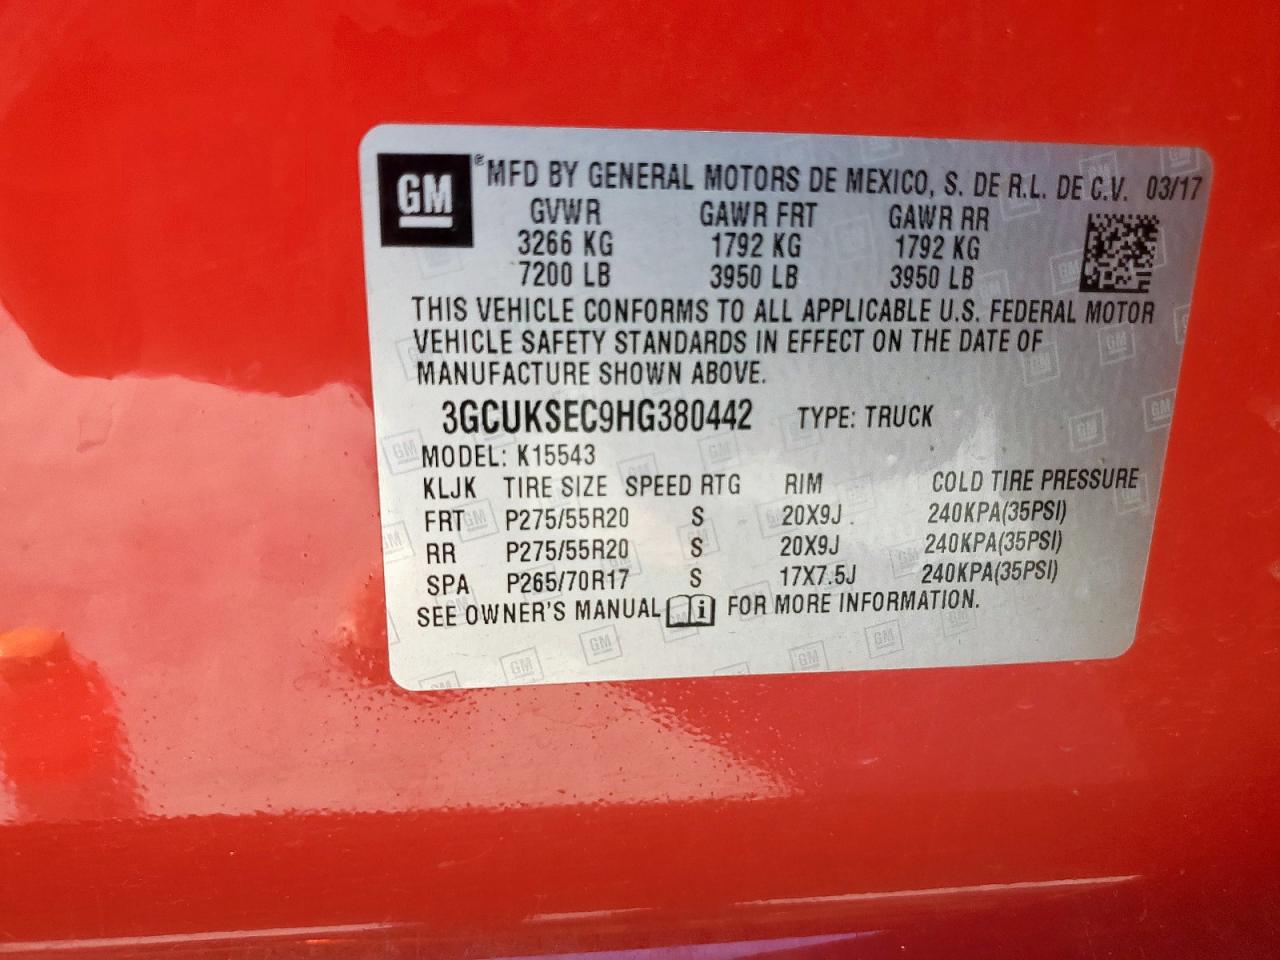 GM ® MFD BY GENERAL MOTORS DE MEXICO, S. DE R.L. DE C.V. 03/17
GVWR GAWR FRT GAWR RR
3266 KG 1792 KG 1792 KG
7200 LB 3950 LB 3950 LB
THIS VEHICLE CONFORMS TO ALL APPLICABLE U.S. FEDERAL MOTOR
VEHICLE SAFETY STANDARDS IN EFFECT ON THE DATE OF
MANUFACTURE SHOWN ABOVE.
3GCUKSEC9HG380442 TYPE: TRUCK
MODEL: K15543
KLJK TIRE SIZE SPEED RTG RIM COLD TIRE PRESSURE
FRT P275/55R20 S 20X9J 240KPA(35PSI)
RR P275/55R20 S 20X9J 240KPA(35PSI)
SPA P265/70R17 S 17X7.5J 240KPA(35PSI)
SEE OWNER'S MANUAL i FOR MORE INFORMATION.